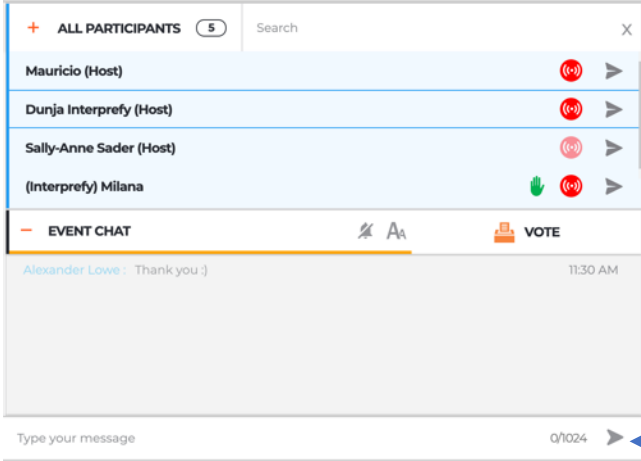 + ALL PARTICIPANTS 5 Search X
Mauricio (Host)
Dunja Interprefy (Host)
Sally-Anne Sader (Host)
(Interprefy) Milana
− EVENT CHAT AA VOTE
Alexander Lowe : Thank you :) 11:30 AM
Type your message 0/1024